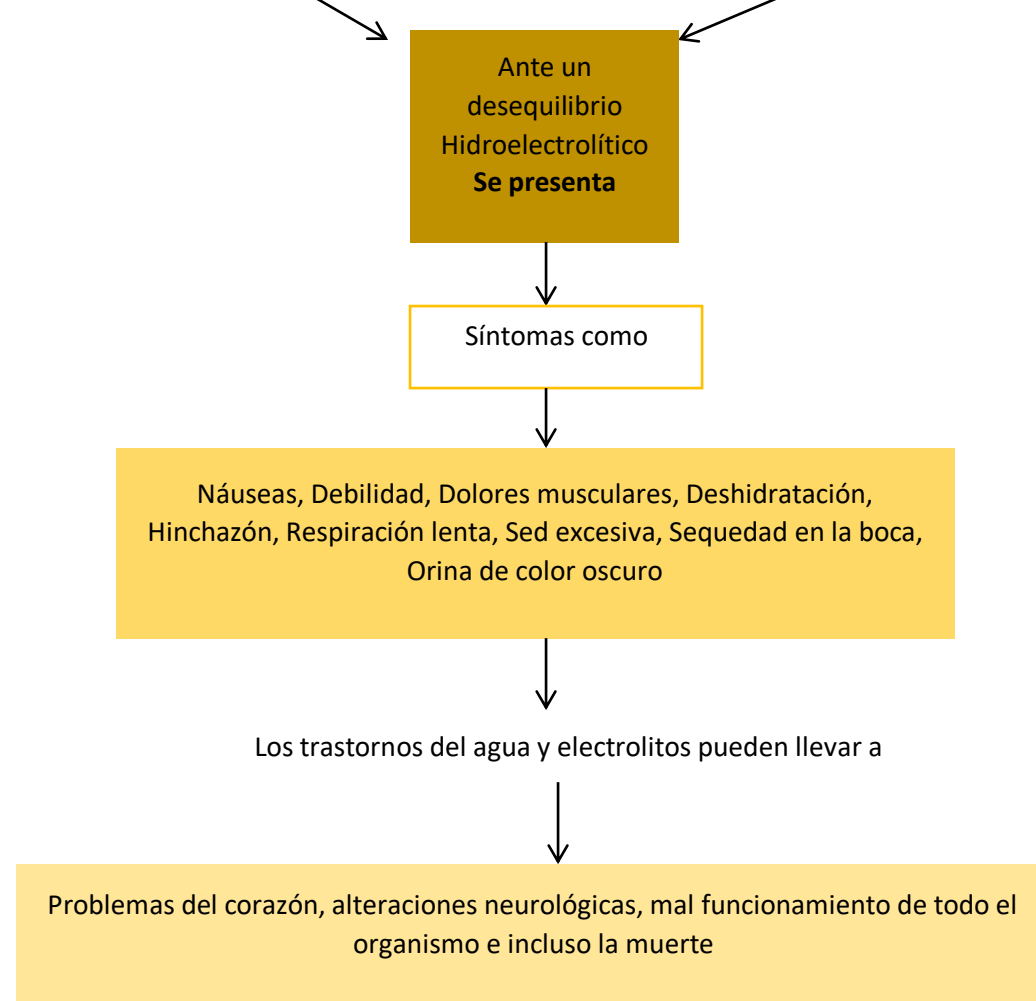 Ante un
desequilibrio
Hidroelectrolítico
Se presenta
Síntomas como
Náuseas, Debilidad, Dolores musculares, Deshidratación,
Hinchazón, Respiración lenta, Sed excesiva, Sequedad en la boca,
Orina de color oscuro
Los trastornos del agua y electrolitos pueden llevar a
Problemas del corazón, alteraciones neurológicas, mal funcionamiento de todo el
organismo e incluso la muerte